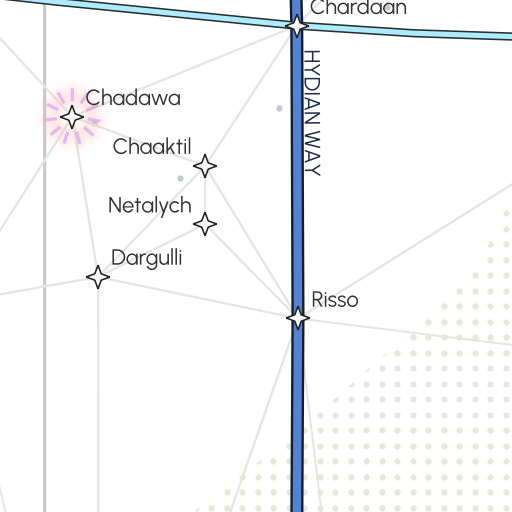 Chardaan
HYDIAN WAY
Chadawa
Chaaktil
Netalych
Dargulli
Risso